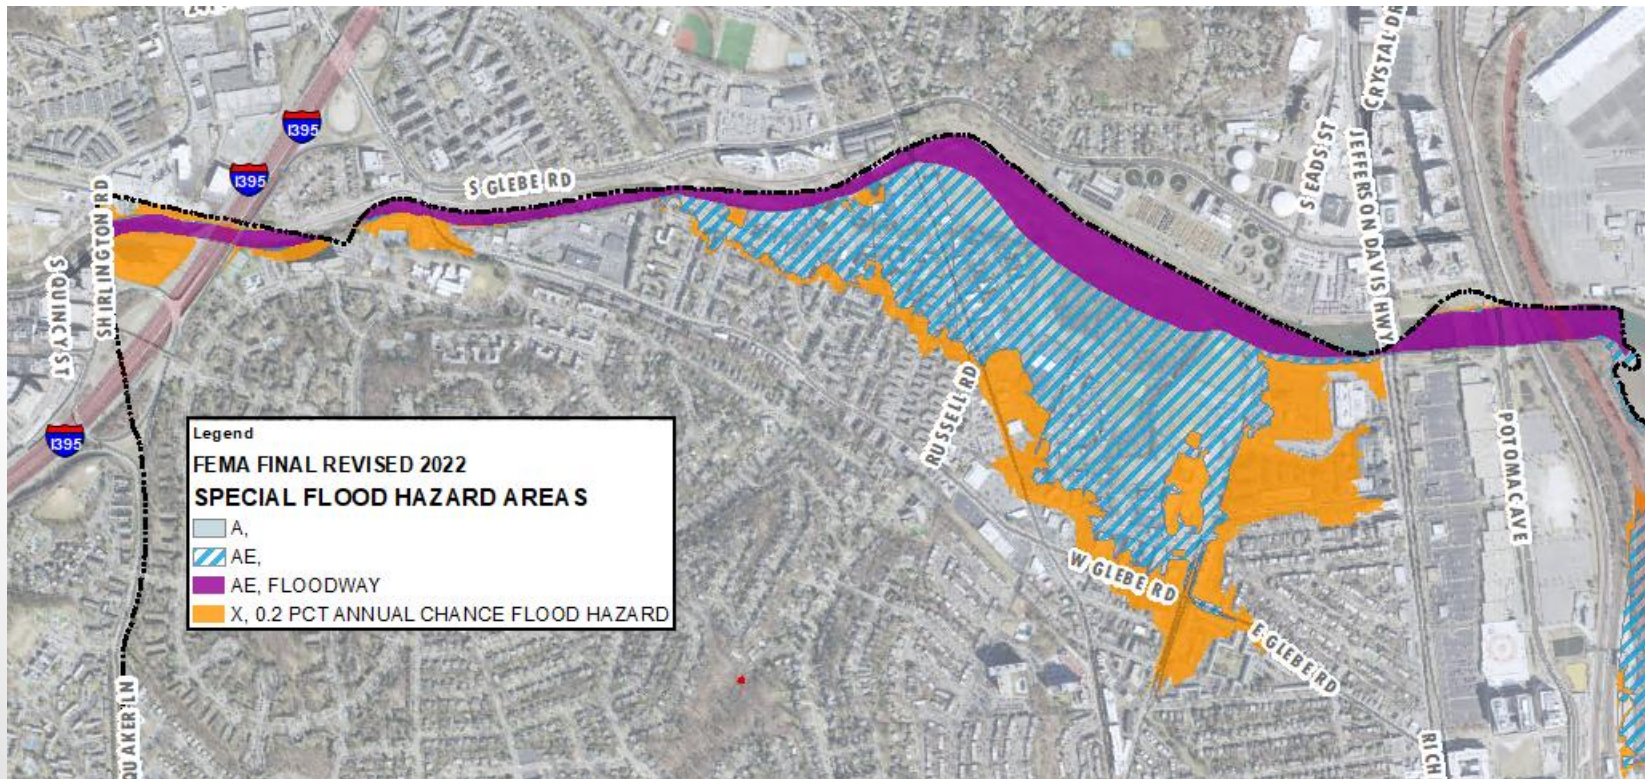 I395
I395
I395
S GLEBE RD
SHIRLINGTON RD
S QUINCY ST
S EADS ST
CRYSTAL DR
JEFFERSON DAVIS HWY
POTOMAC AVE
RUSSELL RD
W GLEBE RD
E GLEBE RD
RICH
QUAKER LN
Legend
FEMA FINAL REVISED 2022
SPECIAL FLOOD HAZARD AREAS
A,
AE,
AE, FLOODWAY
X, 0.2 PCT ANNUAL CHANCE FLOOD HAZARD